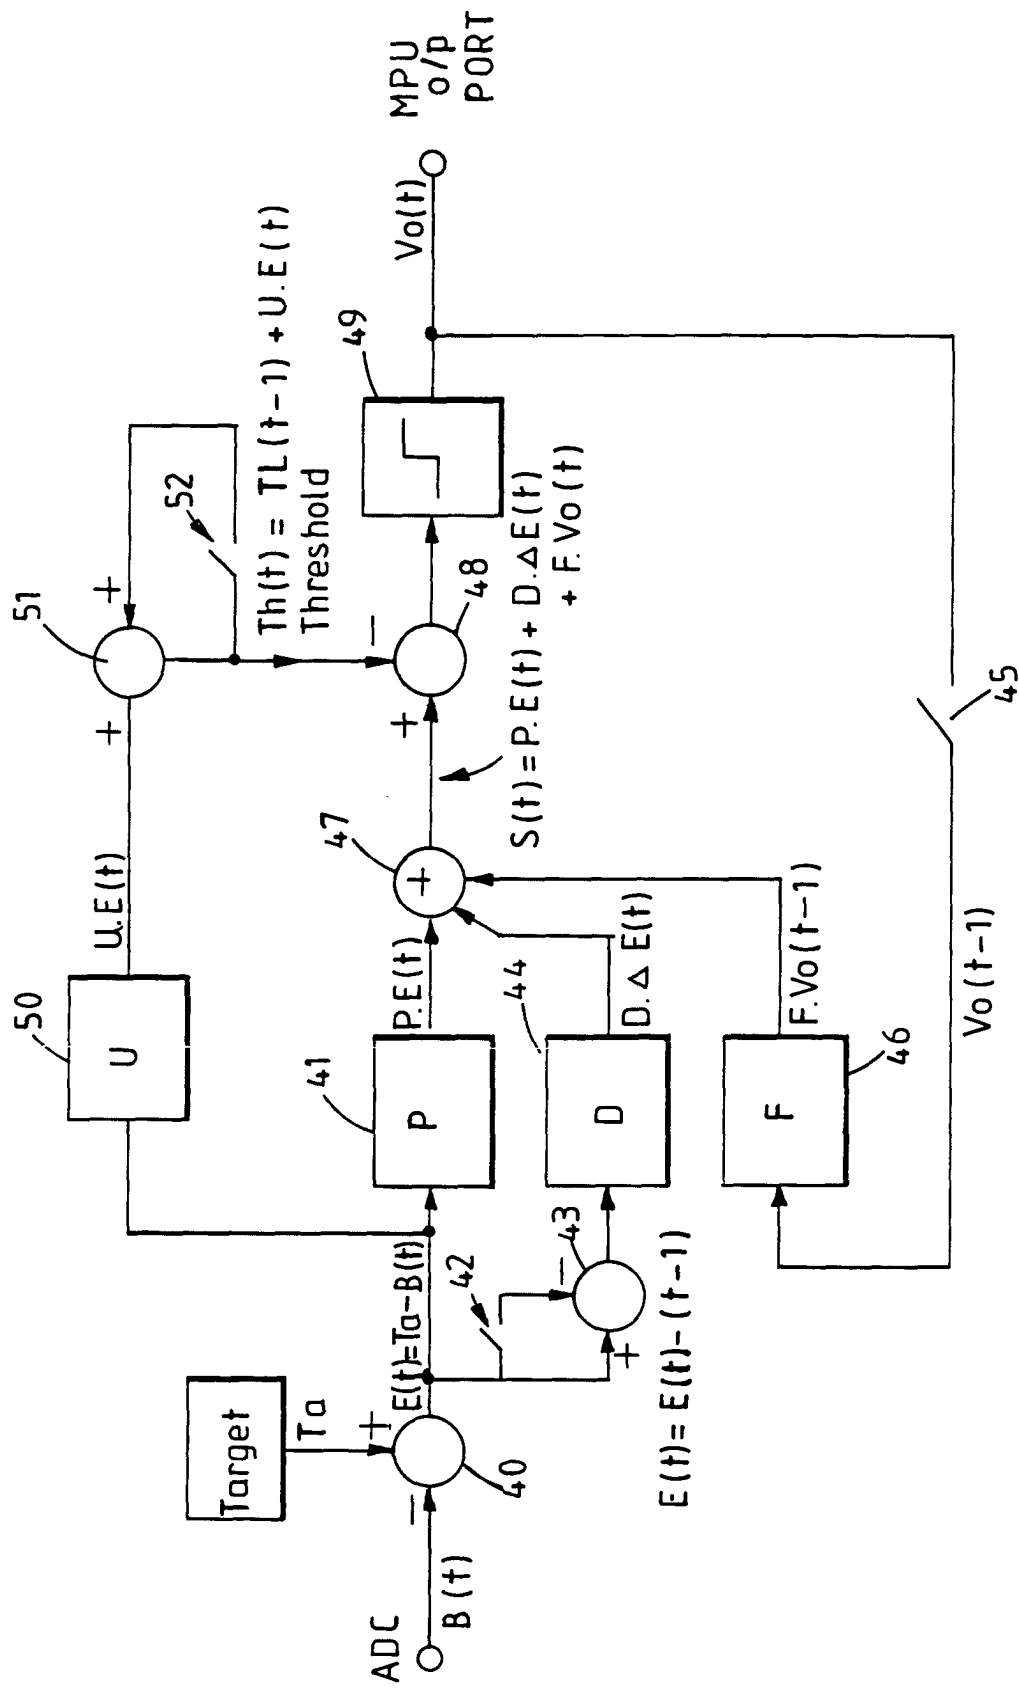 ADC
B(t)
Target
Ta
+
−
40
E(t)=Ta-B(t)
42
−
+
43
E(t)=E(t)-(t-1)
50
U
U.E(t)
41
P
P.E(t)
44
D
D.ΔE(t)
F
46
F.Vo(t-1)
Vo(t-1)
45
47
+
S(t)=P.E(t)+D.ΔE(t)
+F.Vo(t)
+
−
48
51
+
+
52
Th(t)=TL(t-1)+U.E(t)
Threshold
49
Vo(t)
MPU
o/p
PORT